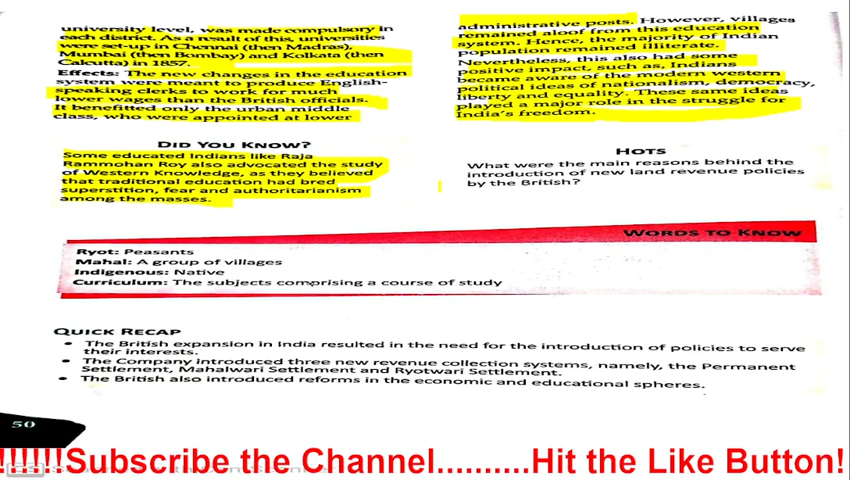 university level, was made compulsory in
each district. As a result of this, universities
were set-up in Chennai (then Madras),
Mumbai (then Bombay) and Kolkata (then
Calcutta) in 1857.
Effects: The new changes in the education
system were meant to produce English-
speaking clerks to work for much
lower wages than the British officials.
It benefitted only the urban middle
class, who were appointed at lower
administrative posts. However, villages
remained aloof from this education
system. Hence, the majority of Indian
population remained illiterate.
Nevertheless, this also had some
positive impact, such as, Indians
became aware of the modern western
political ideas of nationalism, democracy,
liberty and equality. These same ideas
played a major role in the struggle for
India's freedom.
DID YOU KNOW?
Some educated Indians like Raja
Rammohan Roy also advocated the study
of Western Knowledge, as they believed
that traditional education had bred
superstition, fear and authoritarianism
among the masses.
HOTS
What were the main reasons behind the
introduction of new land revenue policies
by the British?
WORDS TO KNOW
Ryot: Peasants
Mahal: A group of villages
Indigenous: Native
Curriculum: The subjects comprising a course of study
QUICK RECAP
• The British expansion in India resulted in the need for the introduction of policies to serve
their interests.
• The Company introduced three new revenue collection systems, namely, the Permanent
Settlement, Mahalwari Settlement and Ryotwari Settlement.
• The British also introduced reforms in the economic and educational spheres.
50
!!!!!!Subscribe the Channel..........Hit the Like Button!